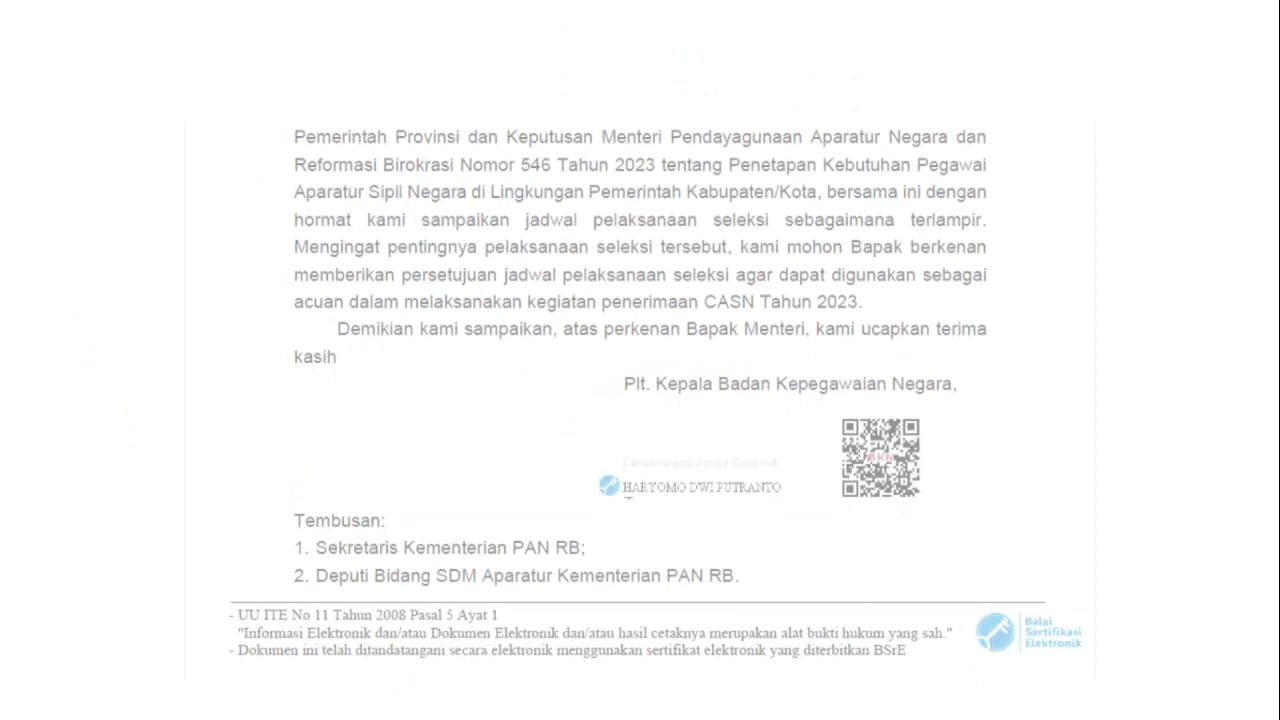 Pemerintah Provinsi dan Keputusan Menteri Pendayagunaan Aparatur Negara dan
Reformasi Birokrasi Nomor 546 Tahun 2023 tentang Penetapan Kebutuhan Pegawai
Aparatur Sipil Negara di Lingkungan Pemerintah Kabupaten/Kota, bersama ini dengan
hormat kami sampaikan jadwal pelaksanaan seleksi sebagaimana terlampir.
Mengingat pentingnya pelaksanaan seleksi tersebut, kami mohon Bapak berkenan
memberikan persetujuan jadwal pelaksanaan seleksi agar dapat digunakan sebagai
acuan dalam melaksanakan kegiatan penerimaan CASN Tahun 2023.
Demikian kami sampaikan, atas perkenan Bapak Menteri, kami ucapkan terima
kasih
Plt. Kepala Badan Kepegawaian Negara,
BKN
HARYOMO DWI PUTRANTO
Tembusan:
1. Sekretaris Kementerian PAN RB;
2. Deputi Bidang SDM Aparatur Kementerian PAN RB.
- UU ITE No 11 Tahun 2008 Pasal 5 Ayat 1
"Informasi Elektronik dan/atau Dokumen Elektronik dan/atau hasil cetaknya merupakan alat bukti hukum yang sah."
- Dokumen ini telah ditandatangani secara elektronik menggunakan sertifikat elektronik yang diterbitkan BSrE
Balai
Sertifikasi
Elektronik